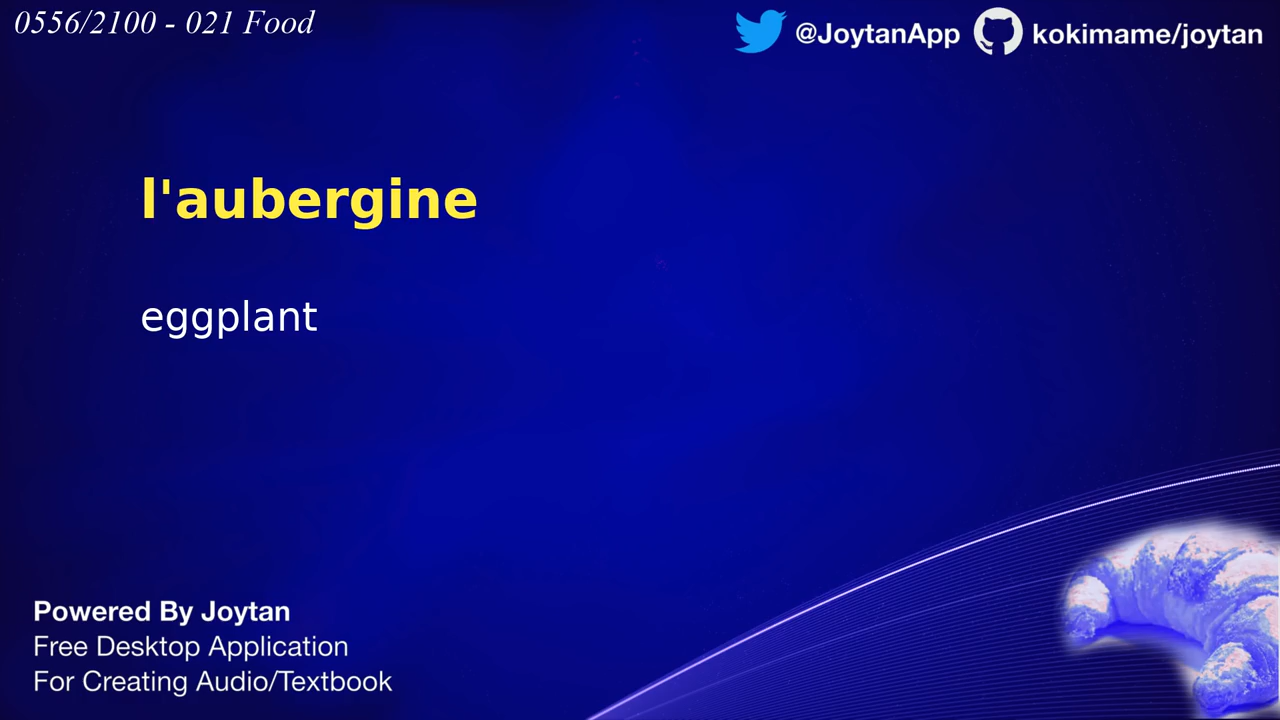 0556/2100 - 021 Food
@JoytanApp kokimame/joytan
l'aubergine
eggplant
Powered By Joytan
Free Desktop Application
For Creating Audio/Textbook